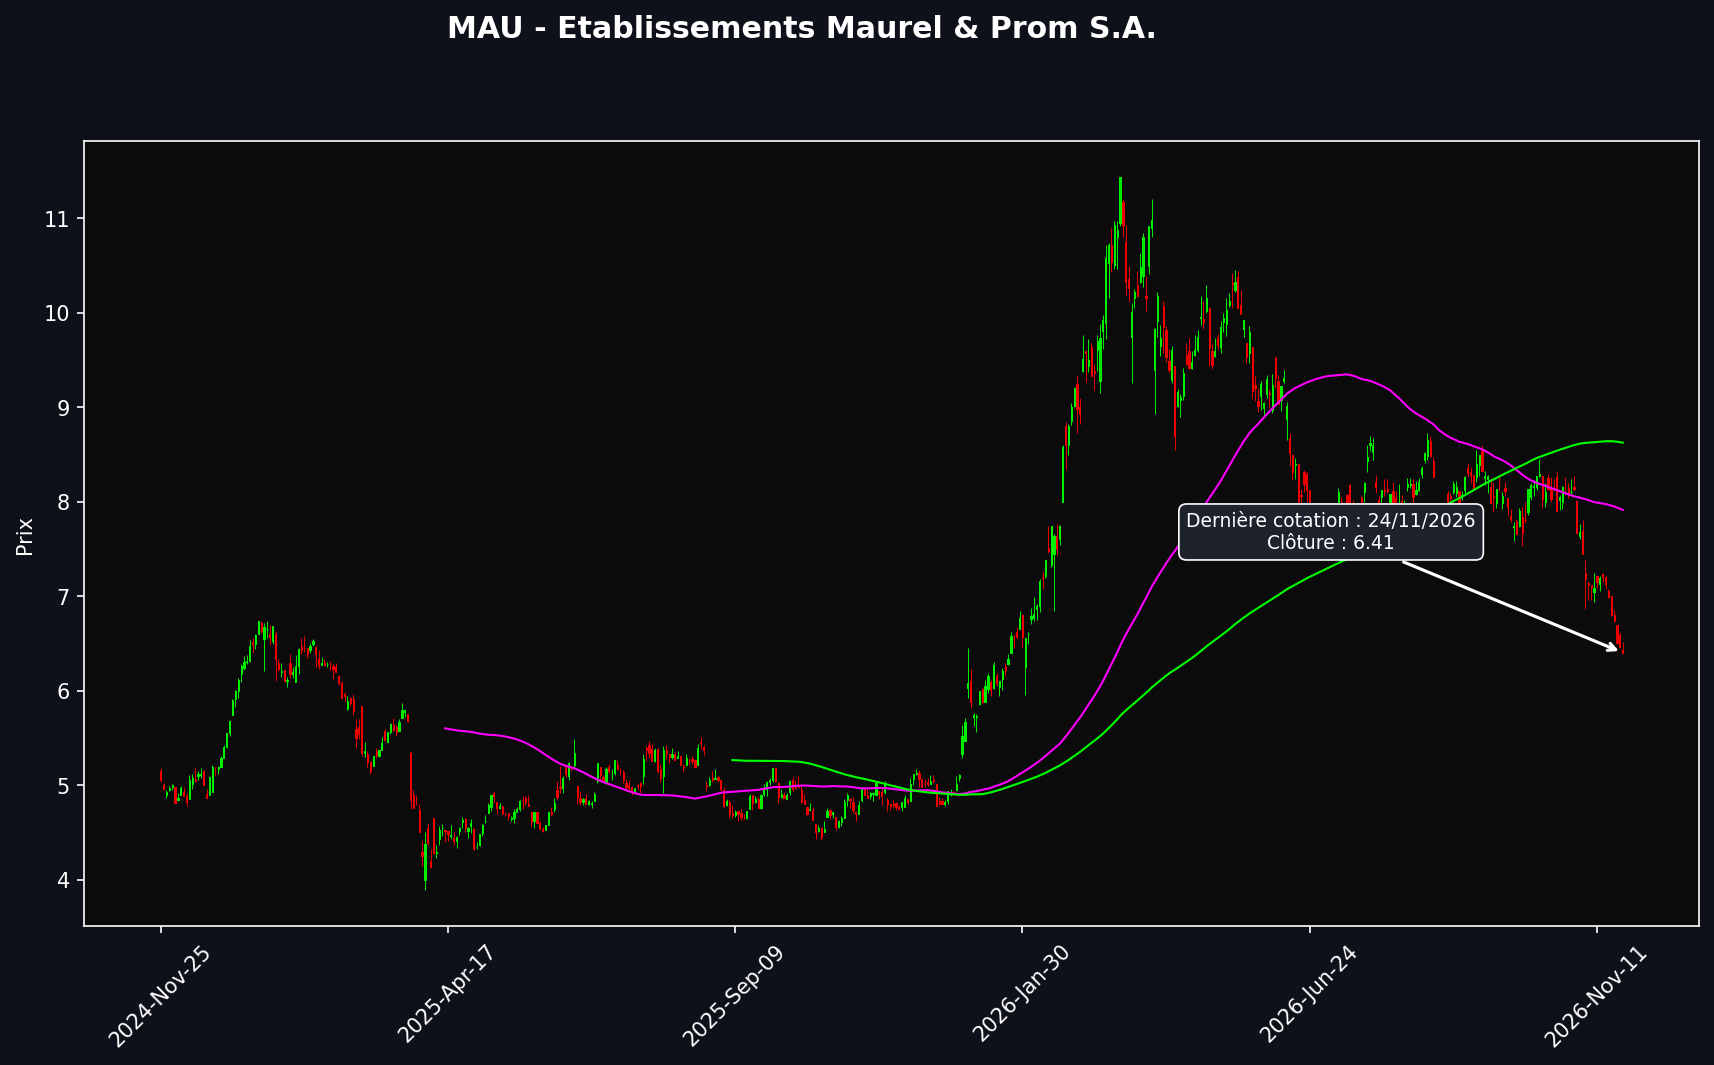 MAU - Etablissements Maurel & Prom S.A.
Prix
11
10
9
8
7
6
5
4
Dernière cotation : 24/11/2026
Clôture : 6.41
2024-Nov-25
2025-Apr-17
2025-Sep-09
2026-Jan-30
2026-Jun-24
2026-Nov-11